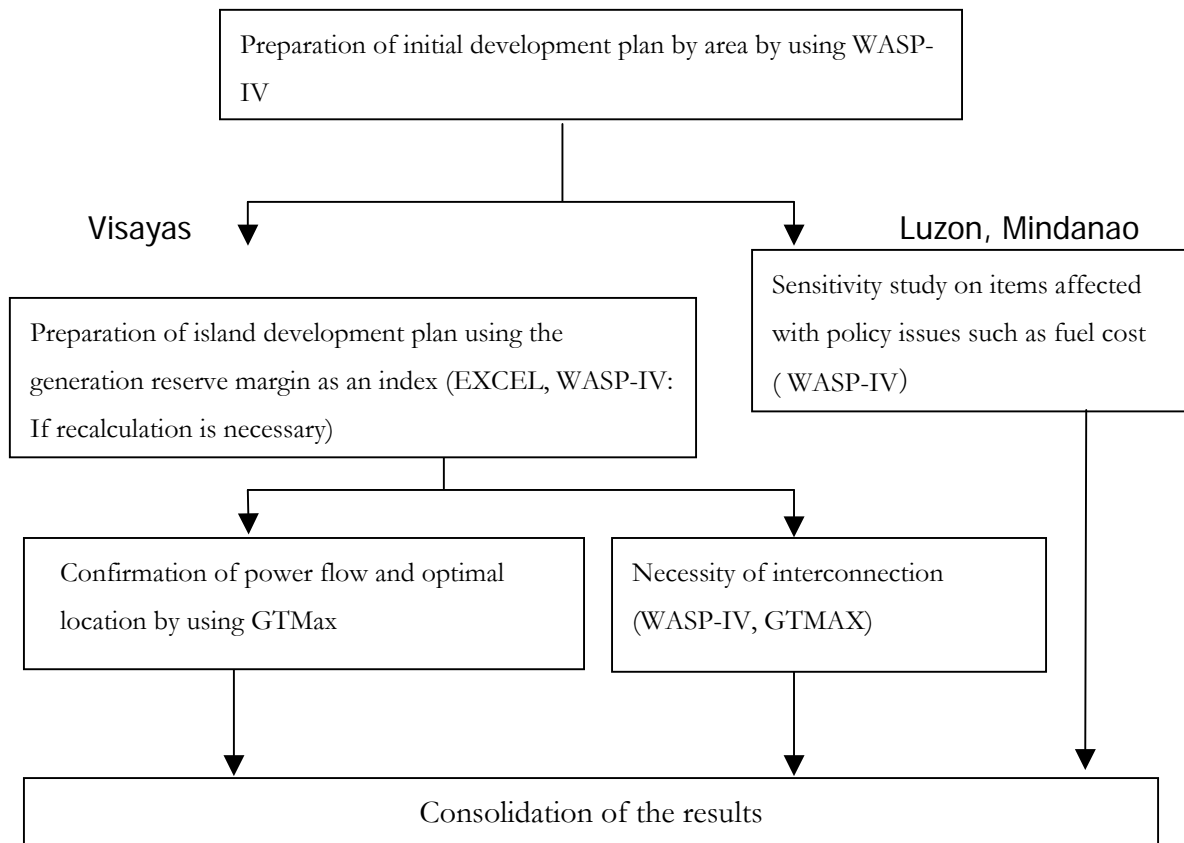 Preparation of initial development plan by area by using WASP-
IV
Visayas
Luzon, Mindanao
Sensitivity study on items affected
with policy issues such as fuel cost
( WASP-IV）
Preparation of island development plan using the
generation reserve margin as an index (EXCEL, WASP-IV:
If recalculation is necessary)
Confirmation of power flow and optimal
location by using GTMax
Necessity of interconnection
(WASP-IV, GTMAX)
Consolidation of the results